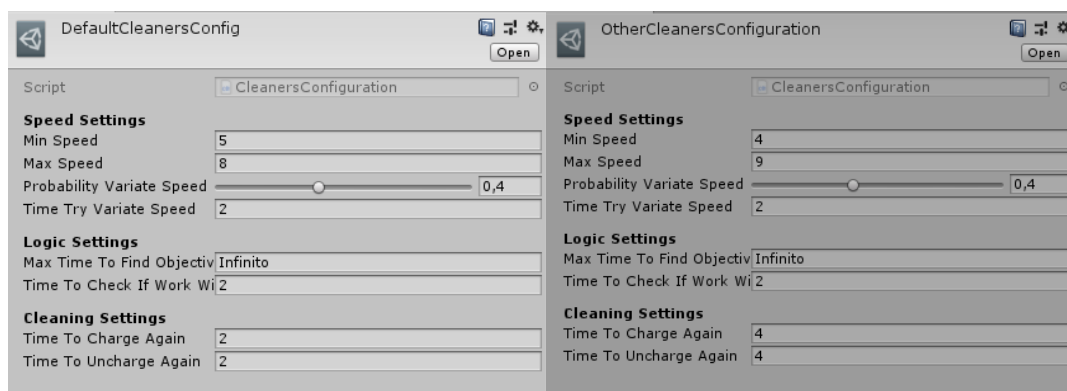 DefaultCleanersConfig
Open
Script CleanersConfiguration
Speed Settings
Min Speed 5
Max Speed 8
Probability Variate Speed 0,4
Time Try Variate Speed 2
Logic Settings
Max Time To Find Objectiv Infinito
Time To Check If Work Wi 2
Cleaning Settings
Time To Charge Again 2
Time To Uncharge Again 2
OtherCleanersConfiguration
Open
Script CleanersConfiguration
Speed Settings
Min Speed 4
Max Speed 9
Probability Variate Speed 0,4
Time Try Variate Speed 2
Logic Settings
Max Time To Find Objectiv Infinito
Time To Check If Work Wi 2
Cleaning Settings
Time To Charge Again 4
Time To Uncharge Again 4